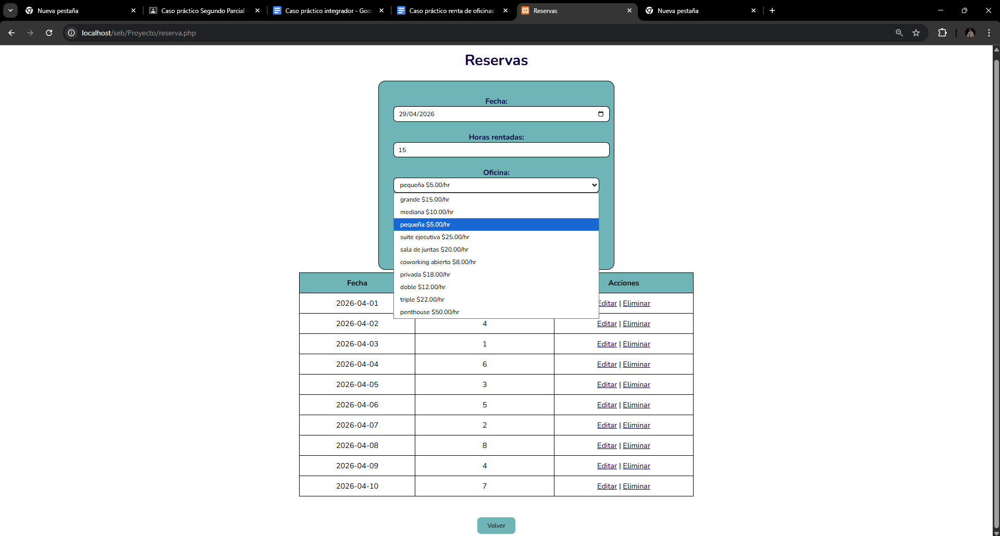 Nueva pestaña
Caso práctico Segundo Parcial -
Caso práctico integrador - Goo
Caso práctico renta de oficinas
Reservas
Nueva pestaña
localhost/seb/Proyecto/reserva.php
Reservas
Fecha:
29/04/2026
Horas rentadas:
15
Oficina:
pequeña $5.00/hr
grande $15.00/hr
mediana $10.00/hr
pequeña $5.00/hr
suite ejecutiva $25.00/hr
sala de juntas $20.00/hr
coworking abierto $8.00/hr
privada $18.00/hr
doble $12.00/hr
triple $22.00/hr
penthouse $50.00/hr
Fecha Acciones
2026-04-01 Editar | Eliminar
2026-04-02 4 Editar | Eliminar
2026-04-03 1 Editar | Eliminar
2026-04-04 6 Editar | Eliminar
2026-04-05 3 Editar | Eliminar
2026-04-06 5 Editar | Eliminar
2026-04-07 2 Editar | Eliminar
2026-04-08 8 Editar | Eliminar
2026-04-09 4 Editar | Eliminar
2026-04-10 7 Editar | Eliminar
Volver